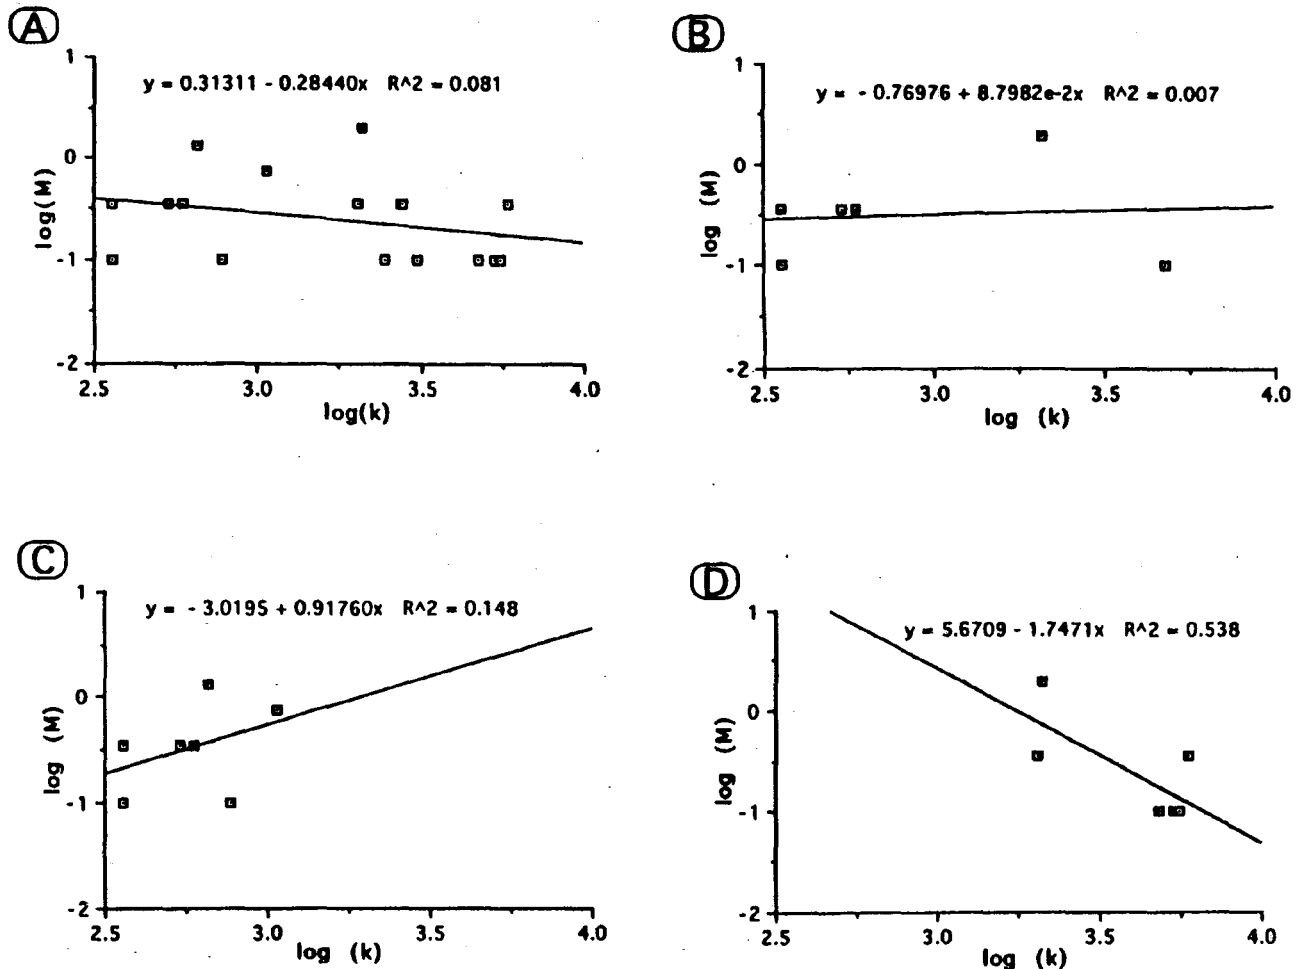 A
y = 0.31311 - 0.28440x R^2 = 0.081
1
0
-1
-2
log(M)
2.5 3.0 3.5 4.0
log(k)
B
y = - 0.76976 + 8.7982e-2x R^2 = 0.007
1
0
-1
-2
log (M)
2.5 3.0 3.5 4.0
log (k)
C
y = - 3.0195 + 0.91760x R^2 = 0.148
1
0
-1
-2
log (M)
2.5 3.0 3.5 4.0
log (k)
D
y = 5.6709 - 1.7471x R^2 = 0.538
1
0
-1
-2
log (M)
2.5 3.0 3.5 4.0
log (k)